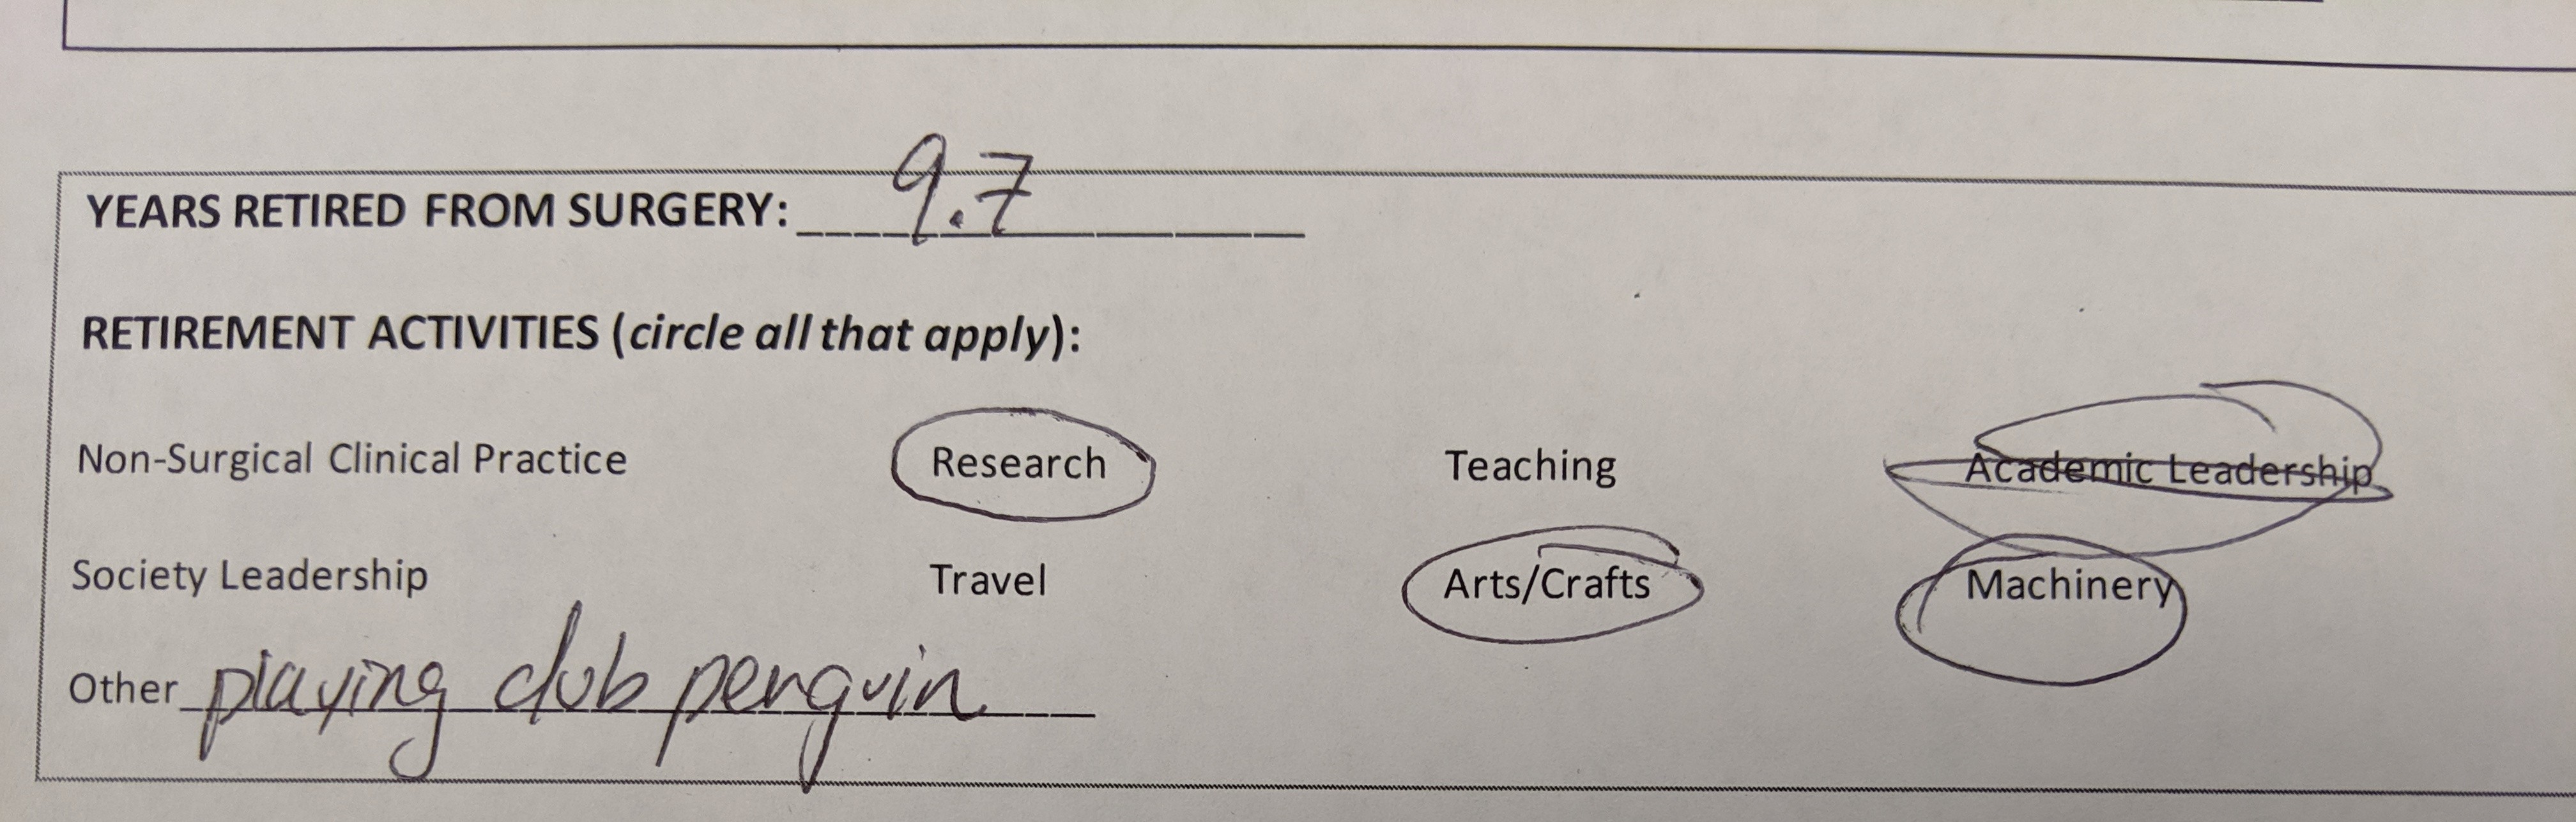 YEARS RETIRED FROM SURGERY: 9.7
RETIREMENT ACTIVITIES (circle all that apply):
Non-Surgical Clinical Practice Research Teaching Academic Leadership
Society Leadership Travel Arts/Crafts Machinery
Other playing club penguin